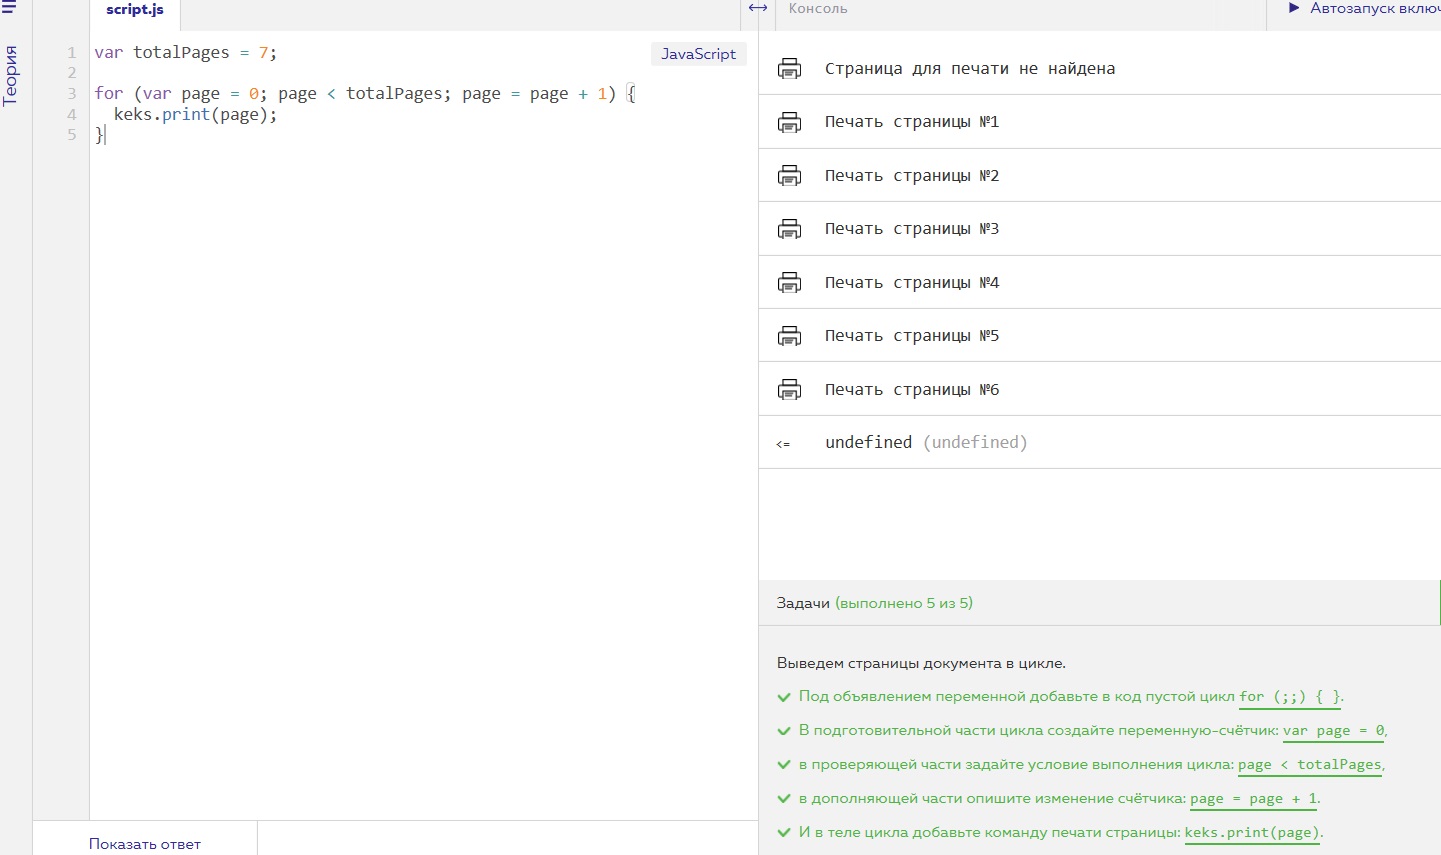 script.js
Консоль
Автозапуск включ
Теория
1 var totalPages = 7;
JavaScript
2
3 for (var page = 0; page < totalPages; page = page + 1) {
4 keks.print(page);
5 }
Страница для печати не найдена
Печать страницы №1
Печать страницы №2
Печать страницы №3
Печать страницы №4
Печать страницы №5
Печать страницы №6
<= undefined (undefined)
Задачи (выполнено 5 из 5)
Выведем страницы документа в цикле.
Под объявлением переменной добавьте в код пустой цикл for (;;) { }.
В подготовительной части цикла создайте переменную-счётчик: var page = 0,
в проверяющей части задайте условие выполнения цикла: page < totalPages,
в дополняющей части опишите изменение счётчика: page = page + 1.
И в теле цикла добавьте команду печати страницы: keks.print(page).
Показать ответ